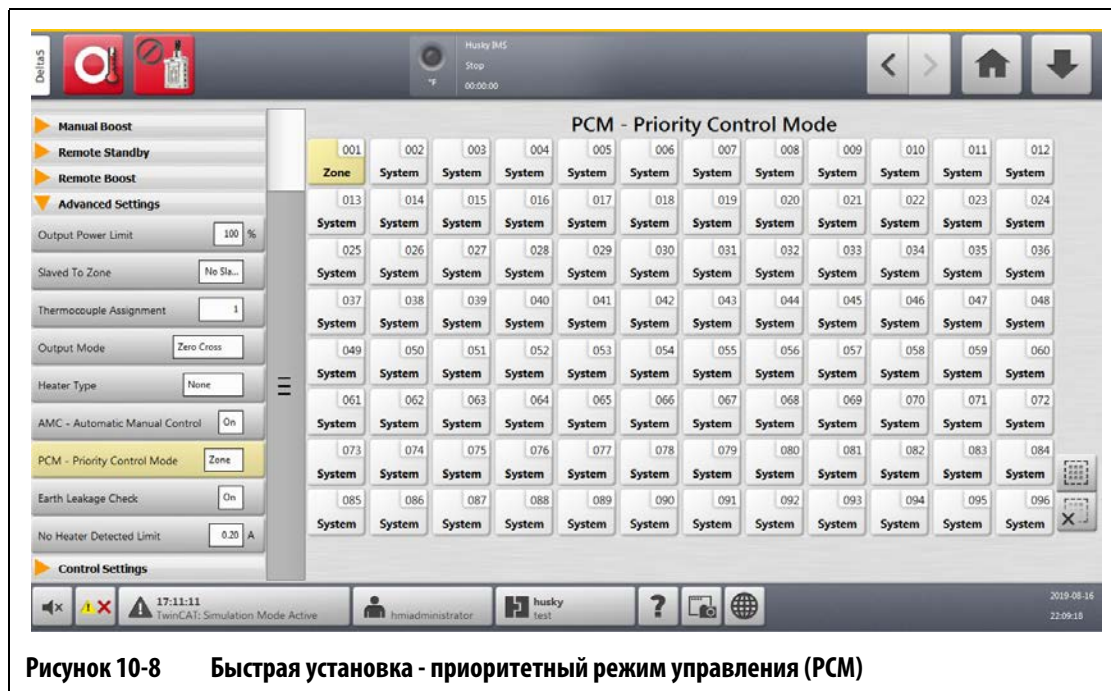 Delta5
Husky IMS
Stop
°F 00:00:00
Manual Boost
Remote Standby
Remote Boost
Advanced Settings
Output Power Limit 100 %
Slaved To Zone No Sla...
Thermocouple Assignment 1
Output Mode Zero Cross
Heater Type None
AMC - Automatic Manual Control On
PCM - Priority Control Mode Zone
Earth Leakage Check On
No Heater Detected Limit 0.20 A
Control Settings
PCM - Priority Control Mode
001 002 003 004 005 006 007 008 009 010 011 012
Zone System System System System System System System System System System System
013 014 015 016 017 018 019 020 021 022 023 024
System System System System System System System System System System System System
025 026 027 028 029 030 031 032 033 034 035 036
System System System System System System System System System System System System
037 038 039 040 041 042 043 044 045 046 047 048
System System System System System System System System System System System System
049 050 051 052 053 054 055 056 057 058 059 060
System System System System System System System System System System System System
061 062 063 064 065 066 067 068 069 070 071 072
System System System System System System System System System System System System
073 074 075 076 077 078 079 080 081 082 083 084
System System System System System System System System System System System System
085 086 087 088 089 090 091 092 093 094 095 096
System System System System System System System System System System System System
17:11:11
TwinCAT: Simulation Mode Active
hmiadministrator
husky
test
?
2019-08-16
22:09:18
Рисунок 10-8 Быстрая установка - приоритетный режим управления (PCM)